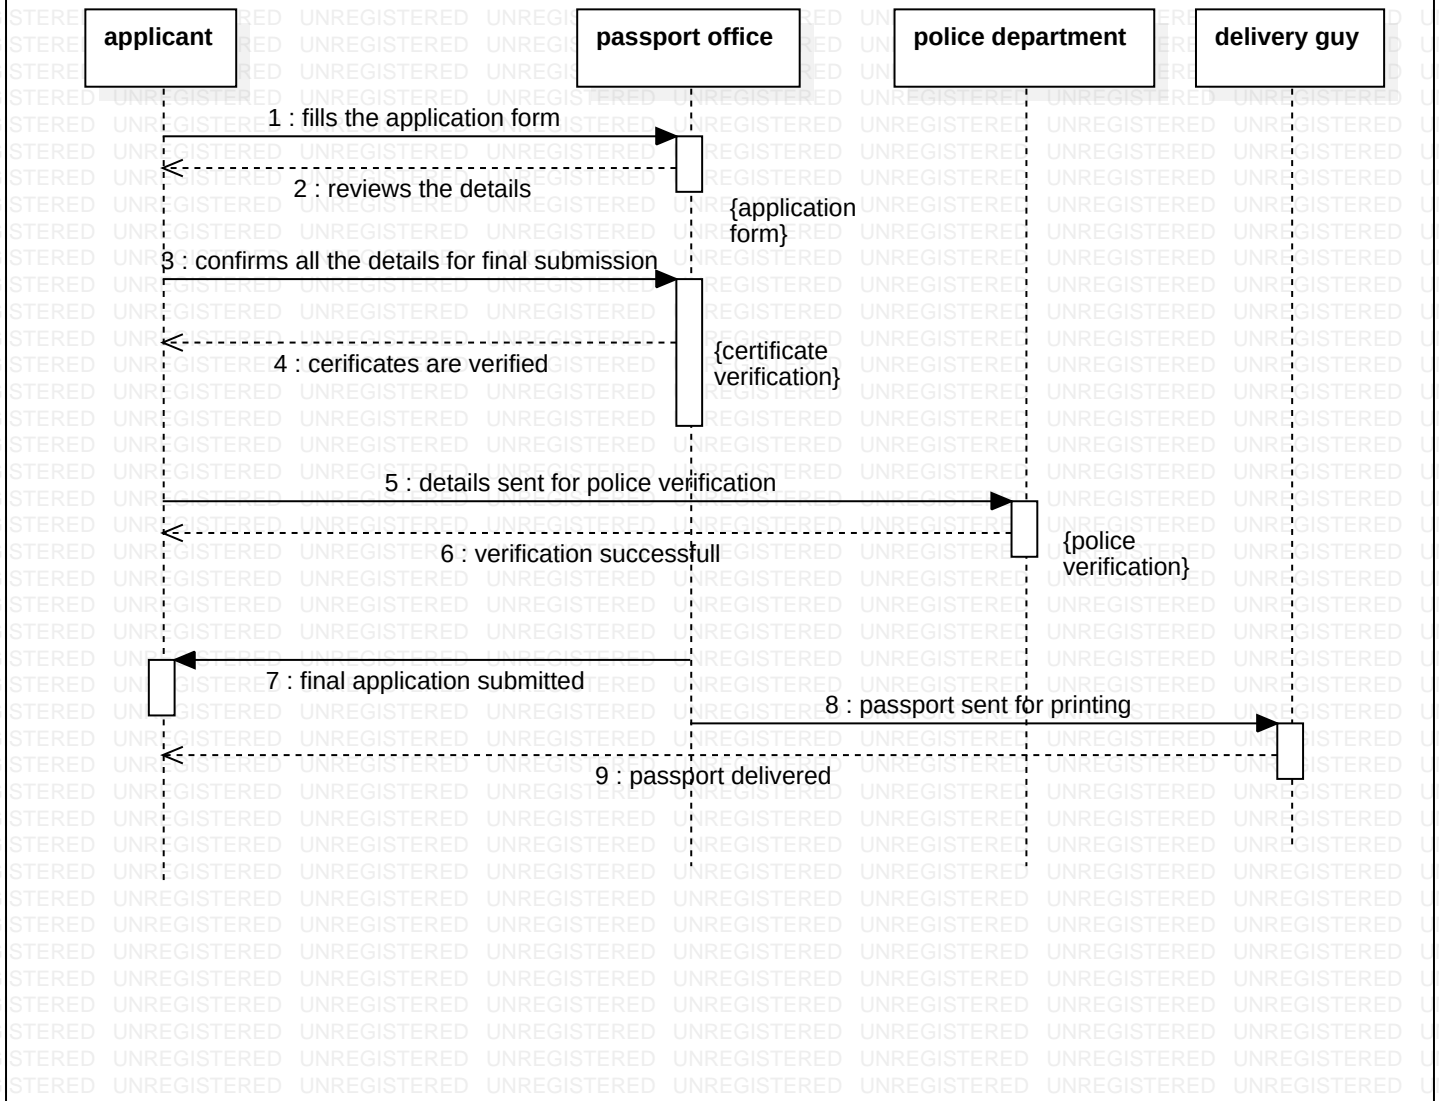 applicant
passport office
police department
delivery guy
1 : fills the application form
2 : reviews the details
{application
form}
3 : confirms all the details for final submission
4 : cerificates are verified
{certificate
verification}
5 : details sent for police verification
6 : verification successfull
{police
verification}
7 : final application submitted
8 : passport sent for printing
9 : passport delivered
UNREGISTERED